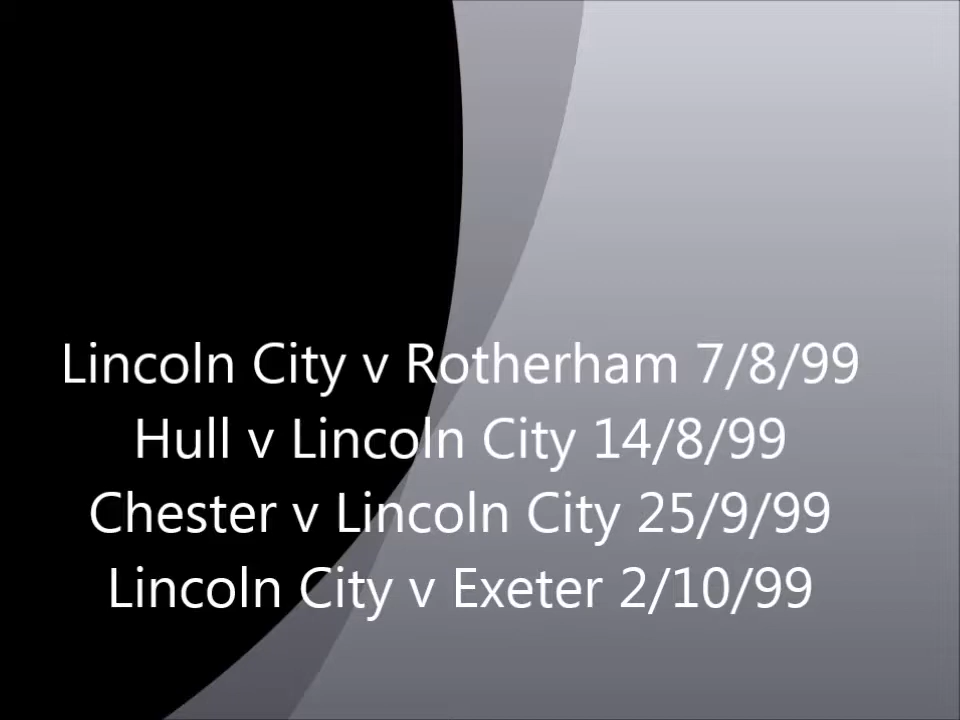 Lincoln City v Rotherham 7/8/99
Hull v Lincoln City 14/8/99
Chester v Lincoln City 25/9/99
Lincoln City v Exeter 2/10/99